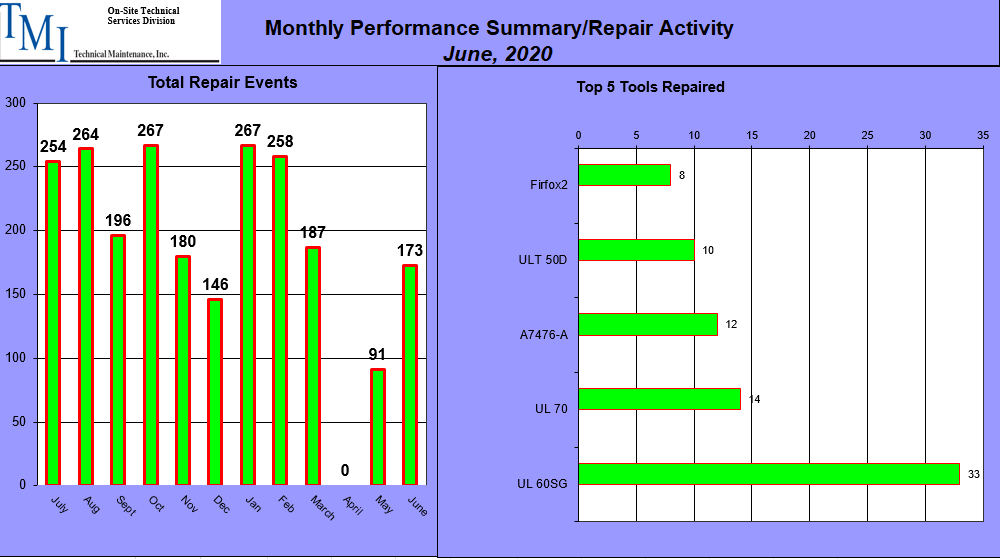 TMI
On-Site Technical
Services Division
Technical Maintenance, Inc.
Monthly Performance Summary/Repair Activity
June, 2020
Total Repair Events
300
250
200
150
100
50
0
254
264
196
267
180
146
267
258
187
0
91
173
July
Aug
Sept
Oct
Nov
Dec
Jan
Feb
March
April
May
June
Top 5 Tools Repaired
0 5 10 15 20 25 30 35
Firfox2 8
ULT 50D 10
A7476-A 12
UL 70 14
UL 60SG 33